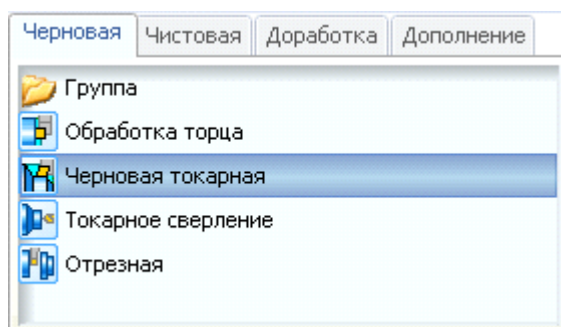 Черновая Чистовая Доработка Дополнение
Группа
Обработка торца
Черновая токарная
Токарное сверление
Отрезная